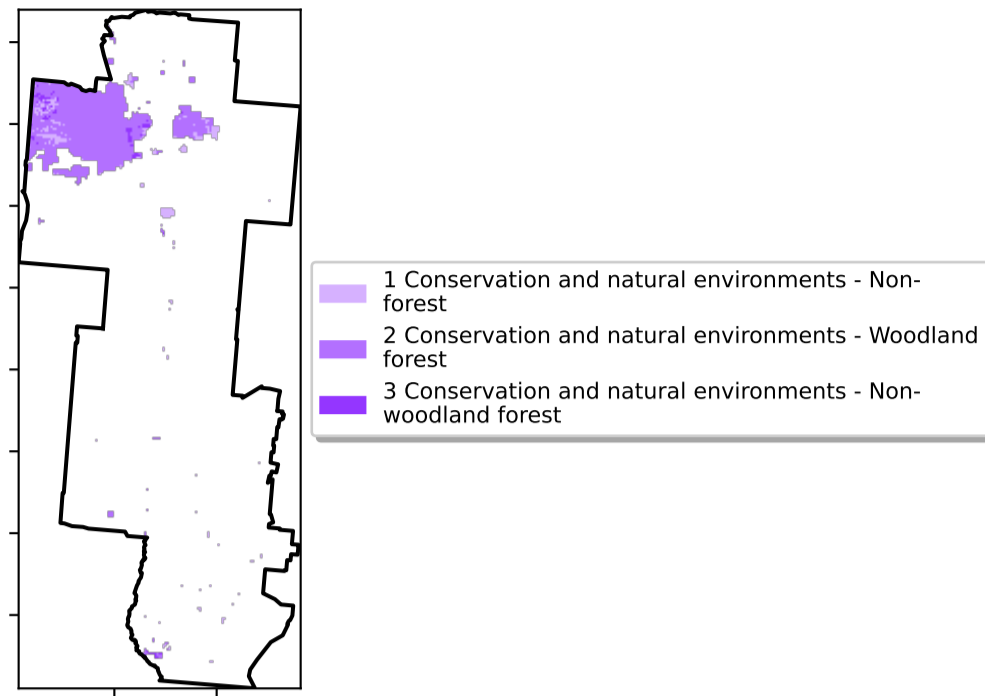 1 Conservation and natural environments - Non-
forest
2 Conservation and natural environments - Woodland
forest
3 Conservation and natural environments - Non-
woodland forest